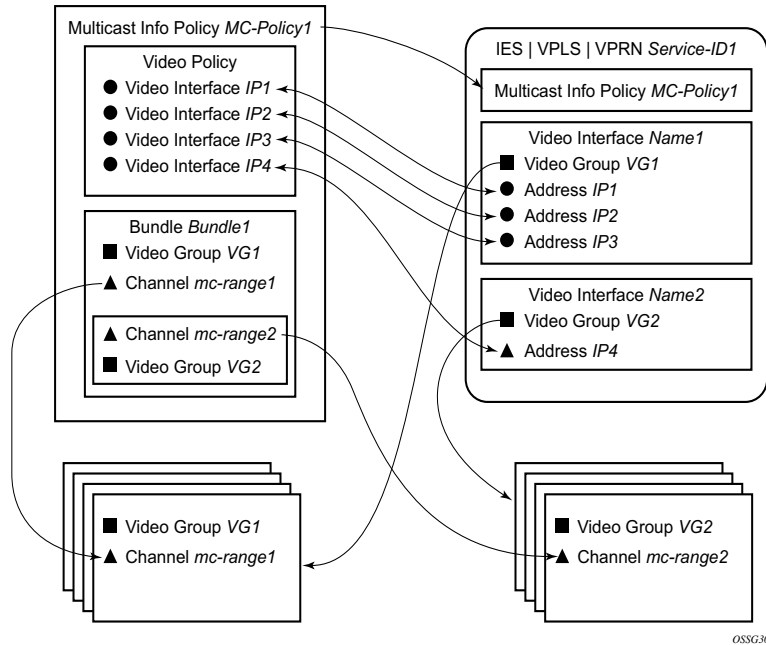 Multicast Info Policy MC-Policy1
Video Policy
Video Interface IP1
Video Interface IP2
Video Interface IP3
Video Interface IP4
Bundle Bundle1
Video Group VG1
Channel mc-range1
Channel mc-range2
Video Group VG2
IES | VPLS | VPRN Service-ID1
Multicast Info Policy MC-Policy1
Video Interface Name1
Video Group VG1
Address IP1
Address IP2
Address IP3
Video Interface Name2
Video Group VG2
Address IP4
Video Group VG1
Channel mc-range1
Video Group VG2
Channel mc-range2